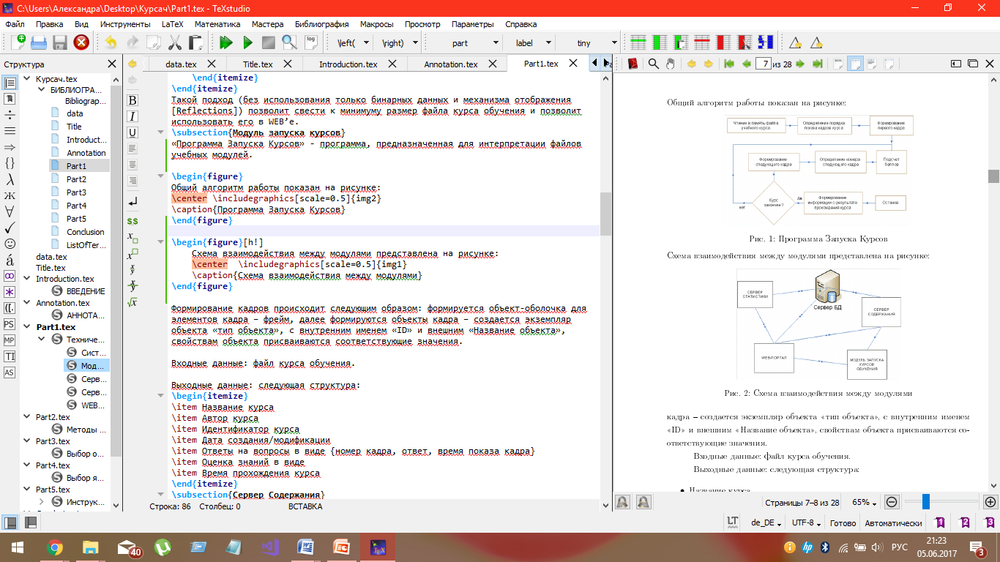 C:\Users\Александра\Desktop\Курсач\Part1.tex - TeXstudio
Файл Правка Вид Инструменты LaTeX Математика Мастера Библиография Макросы Просмотр Параметры Справка
log \left( \right) part label tiny
Структура
data.tex Title.tex Introduction.tex Annotation.tex Part1.tex
7 из 28
Курсач.tex
БИБЛИОГРА...
Bibliograp...
data
Title
Introduct...
Annotation
Part1
Part2
Part3
Part4
Part5
Conclusion
ListOfTer...
data.tex
Title.tex
Introduction.tex
ВВЕДЕНИЕ
Annotation.tex
АННОТА...
Part1.tex
Техниче...
Сист...
Мод...
Серв...
Серв...
WEB...
Part2.tex
Методы ...
Part3.tex
Выбор о...
Part4.tex
Выбор я...
Part5.tex
Инструк...
\end{itemize}
\end{itemize}
Такой подход (без использования только бинарных данных и механизма отображения
[Reflections]) позволит свести к минимуму размер файла курса обучения и позволит
использовать его в WEB’е.
\subsection{Модуль запуска курсов}
«Программа Запуска Курсов» - программа, предназначенная для интерпретации файлов
учебных модулей.
\begin{figure}
Общий алгоритм работы показан на рисунке:
\center \includegraphics[scale=0.5]{img2}
\caption{Программа Запуска Курсов}
\end{figure}
\begin{figure}[h!]
Схема взаимодействия между модулями представлена на рисунке:
\center \includegraphics[scale=0.5]{img1}
\caption{Схема взаимодействия между модулями}
\end{figure}
Формирование кадров происходит следующим образом: формируется объект-оболочка для
элементов кадра – фрейм, далее формируются объекты кадра – создается экземпляр
объекта «тип объекта», с внутренним именем «ID» и внешним «Название объекта»,
свойствам объекта присваиваются соответствующие значения.
Входные данные: файл курса обучения.
Выходные данные: следующая структура:
\begin{itemize}
\item Название курса
\item Автор курса
\item Идентификатор курса
\item Дата создания/модификации
\item Ответы на вопросы в виде {номер кадра, ответ, время показа кадра}
\item Оценка знаний в виде
\item Время прохождения курса
\end{itemize}
\subsection{Сервер Содержания}
Строка: 86 Столбец: 0 ВСТАВКА
Общий алгоритм работы показан на рисунке:
Чтение в память файла учебного курса
Определение порядка показа кадров курса
Формирование первого кадра
Формирование следующего кадра
Определение номера следующего кадра
Подсчет баллов
Курс закончен?
нет
Да
Формирование информации о результате прохождения курса
Останов
Рис. 1: Программа Запуска Курсов
Схема взаимодействия между модулями представлена на рисунке:
СЕРВЕР СТАТИСТИКИ
Сервер БД
СЕРВЕР СОДЕРЖАНИЯ
WEB-ПОРТАЛ
МОДУЛЬ ЗАПУСКА КУРСОВ ОБУЧЕНИЯ
Рис. 2: Схема взаимодействия между модулями
кадра – создается экземпляр объекта «тип объекта», с внутренним именем
«ID» и внешним «Название объекта», свойствам объекта присваиваются со-
ответствующие значения.
Входные данные: файл курса обучения.
Выходные данные: следующая структура:
• Название курса
Страницы 7–8 из 28 65%
LT de_DE UTF-8 Готово Автоматически 1 2 3
40 РУС 21:23
05.06.2017 3